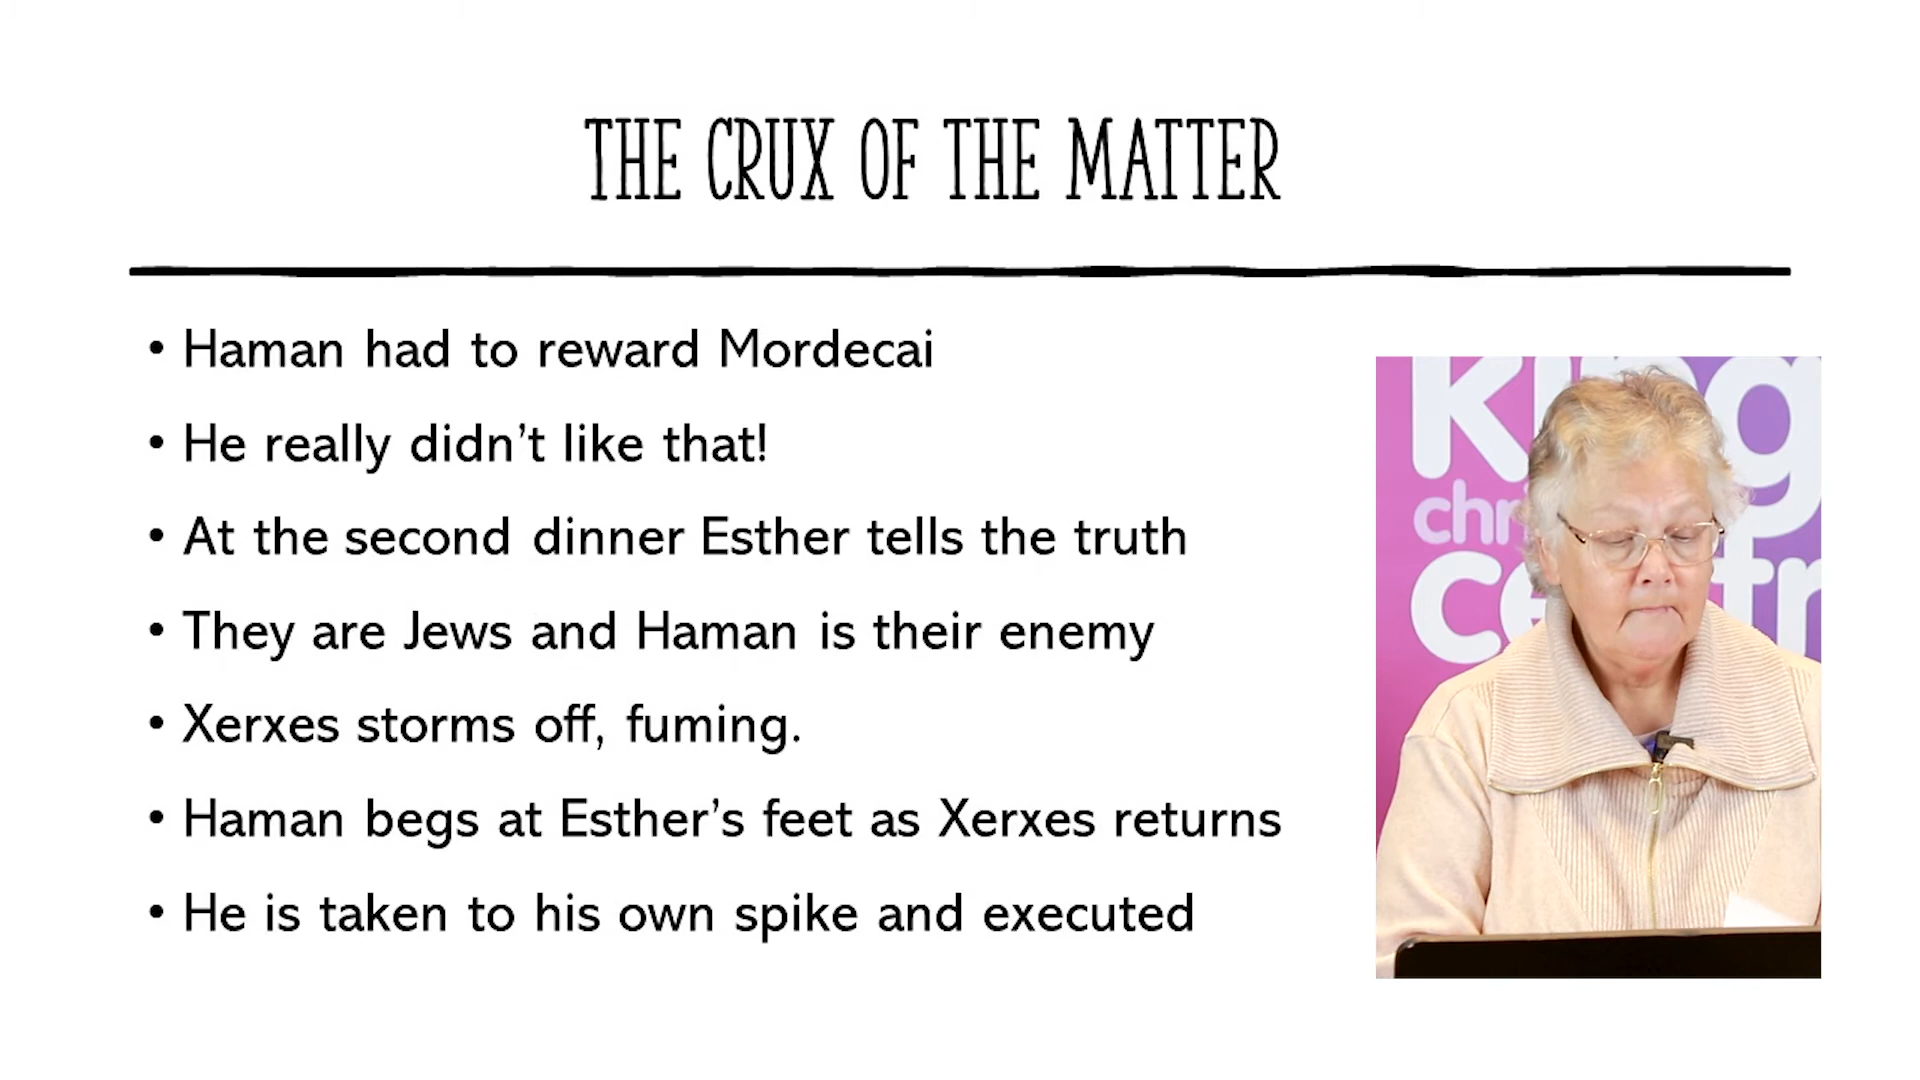 THE CRUX OF THE MATTER
• Haman had to reward Mordecai
• He really didn't like that!
• At the second dinner Esther tells the truth
• They are Jews and Haman is their enemy
• Xerxes storms off, fuming.
• Haman begs at Esther's feet as Xerxes returns
• He is taken to his own spike and executed